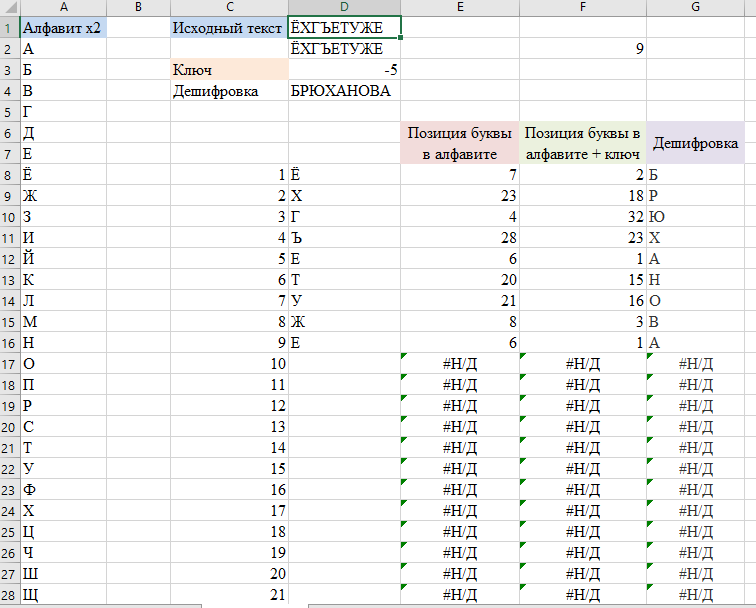 A B C D E F G
1 Алфавит x2 Исходный текст ЁХГЪЕТУЖЕ
2 А ЁХГЪЕТУЖЕ 9
3 Б Ключ -5
4 В Дешифровка БРЮХАНОВА
5 Г
6 Д Позиция буквы Позиция буквы в Дешифровка
7 Е в алфавите алфавите + ключ
8 Ё 1 Ё 7 2 Б
9 Ж 2 Х 23 18 Р
10 З 3 Г 4 32 Ю
11 И 4 Ъ 28 23 Х
12 Й 5 Е 6 1 А
13 К 6 Т 20 15 Н
14 Л 7 У 21 16 О
15 М 8 Ж 8 3 В
16 Н 9 Е 6 1 А
17 О 10 #Н/Д #Н/Д #Н/Д
18 П 11 #Н/Д #Н/Д #Н/Д
19 Р 12 #Н/Д #Н/Д #Н/Д
20 С 13 #Н/Д #Н/Д #Н/Д
21 Т 14 #Н/Д #Н/Д #Н/Д
22 У 15 #Н/Д #Н/Д #Н/Д
23 Ф 16 #Н/Д #Н/Д #Н/Д
24 Х 17 #Н/Д #Н/Д #Н/Д
25 Ц 18 #Н/Д #Н/Д #Н/Д
26 Ч 19 #Н/Д #Н/Д #Н/Д
27 Ш 20 #Н/Д #Н/Д #Н/Д
28 Щ 21 #Н/Д #Н/Д #Н/Д